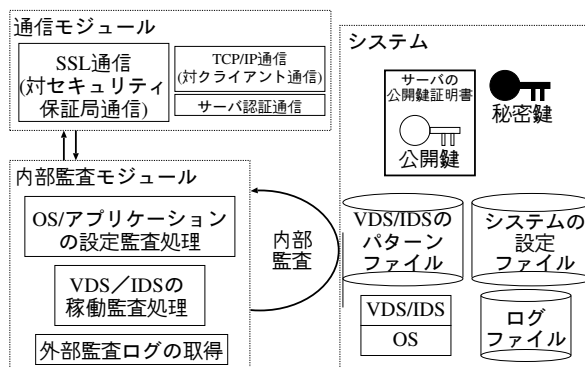 通信モジュール
SSL通信
(対セキュリティ
保証局通信)
TCP/IP通信
(対クライアント通信)
サーバ認証通信
内部監査モジュール
OS/アプリケーション
の設定監査処理
VDS／IDSの
稼働監査処理
外部監査ログの取得
内部
監査
システム
サーバの
公開鍵証明書
公開鍵
秘密鍵
VDS/IDSの
パターン
ファイル
システムの
設定
ファイル
VDS/IDS
OS
ログ
ファイル